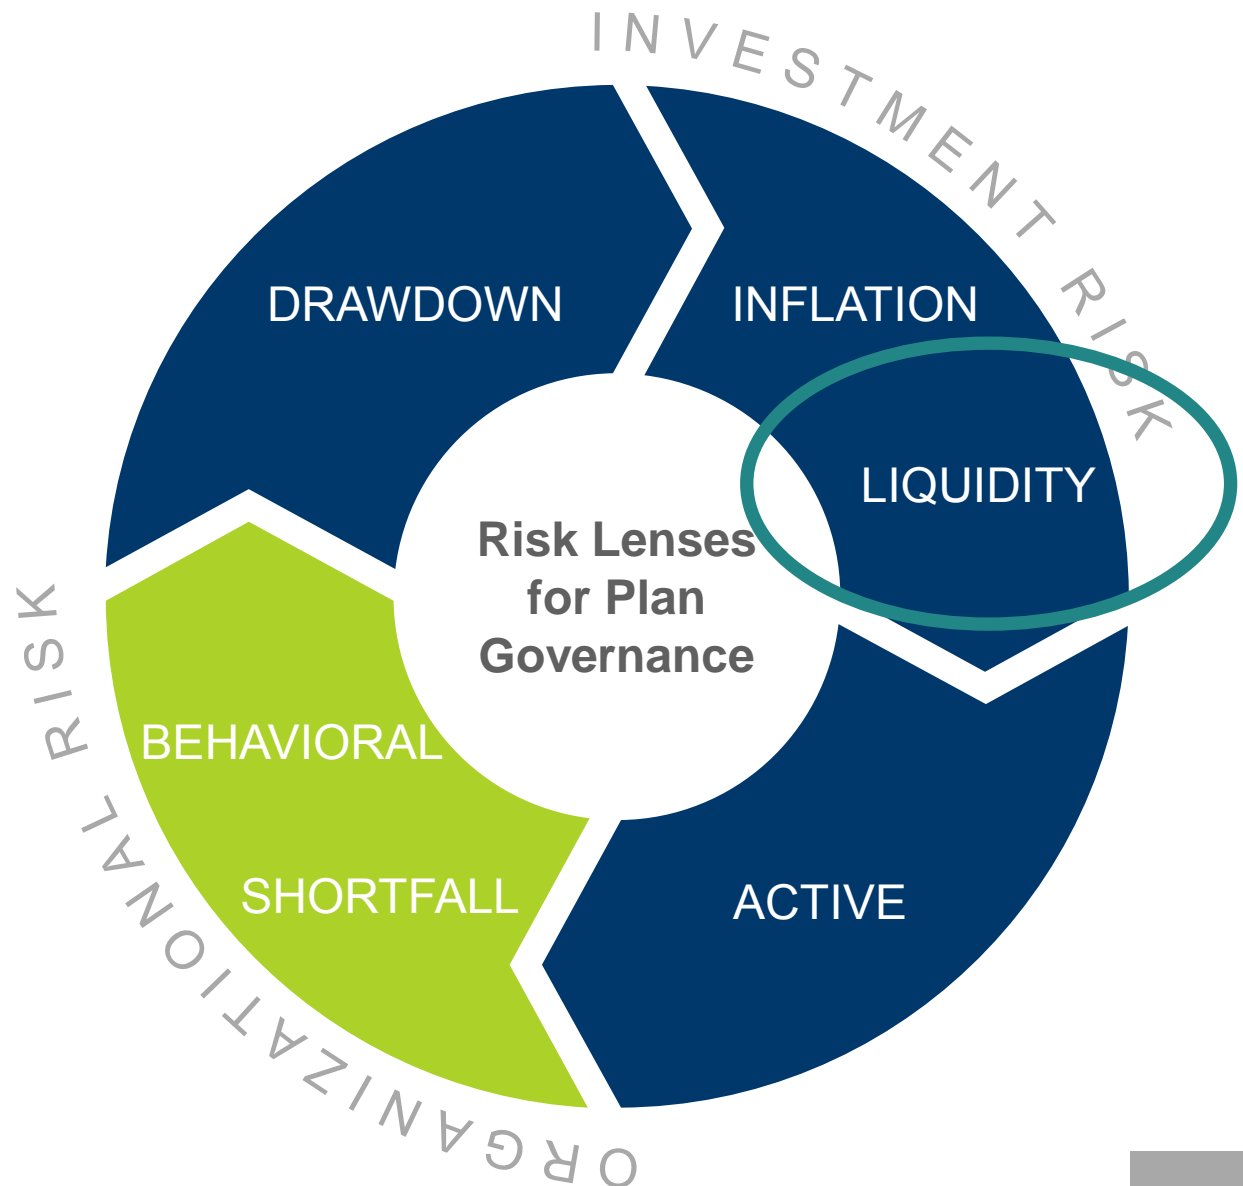 INVESTMENT RISK
DRAWDOWN
INFLATION
LIQUIDITY
Risk Lenses
for Plan
Governance
BEHAVIORAL
SHORTFALL
ACTIVE
ORGANIZATIONAL RISK